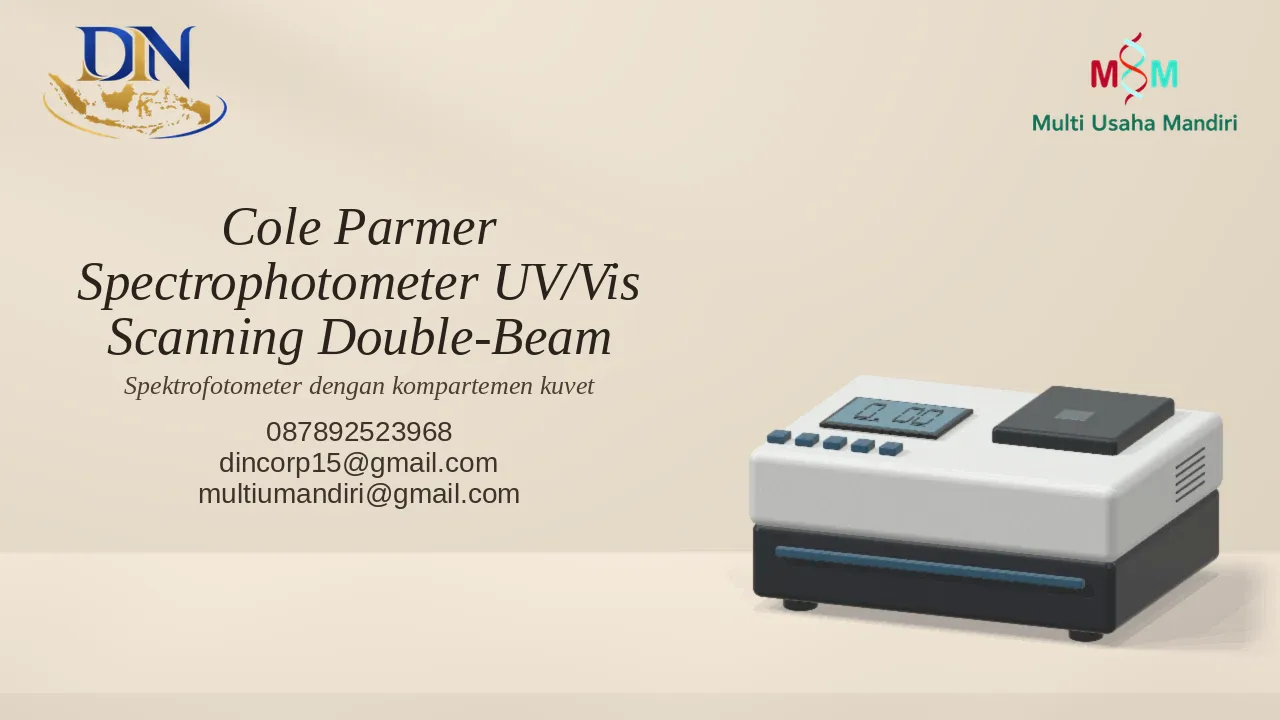 DIN
MSM
Multi Usaha Mandiri
Cole Parmer
Spectrophotometer UV/Vis
Scanning Double-Beam
Spektrofotometer dengan kompartemen kuvet
087892523968
dincorp15@gmail.com
multiumandiri@gmail.com
0.00